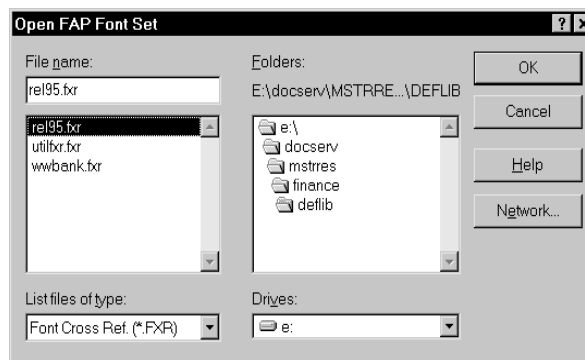 Open FAP Font Set
File name:
rel95.fxr
rel95.fxr
utilfxr.fxr
wwbank.fxr
List files of type:
Font Cross Ref. (*.FXR)
Folders:
E:\docserv\MSTRRE...\DEFLIB
e:\
docserv
mstrres
finance
deflib
Drives:
e:
OK
Cancel
Help
Network...